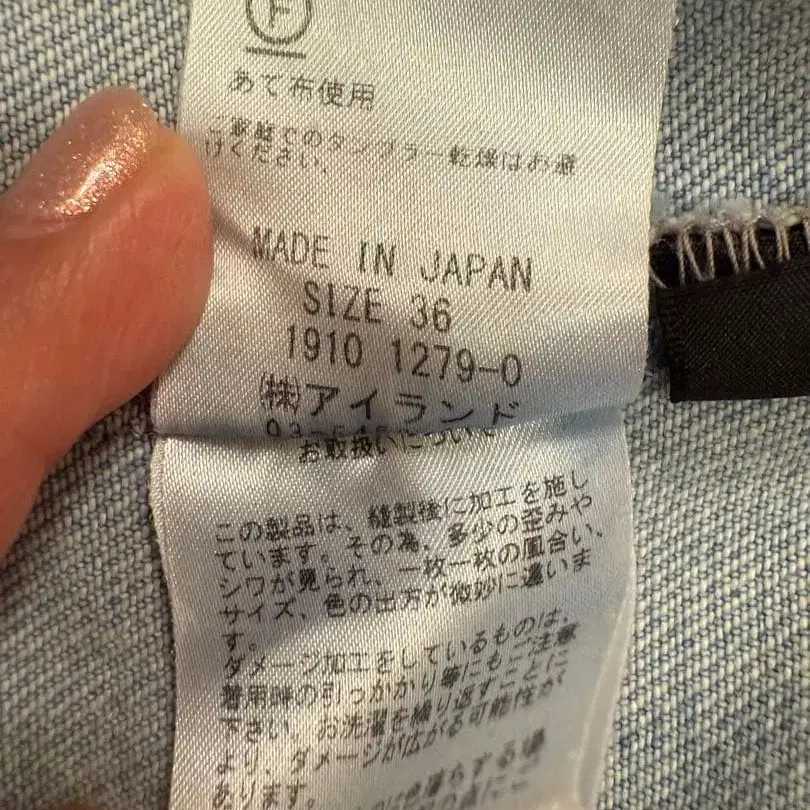 F
あて布使用
ご家庭でのタンブラー乾燥はお避
けください。
MADE IN JAPAN
SIZE 36
1910 1279-0
㈱アイランド
お取扱いについて
この製品は、縫製後に加工を施し
ています。その為、多少の歪みや
シワが見られ、一枚一枚の風合い、
サイズ、色の出方が微妙に違いま
す。
ダメージ加工をしているものは、
着用時の引っかかり等にもご注意
下さい。お洗濯を繰り返すことに
より、ダメージが広がる可能性が
あります。